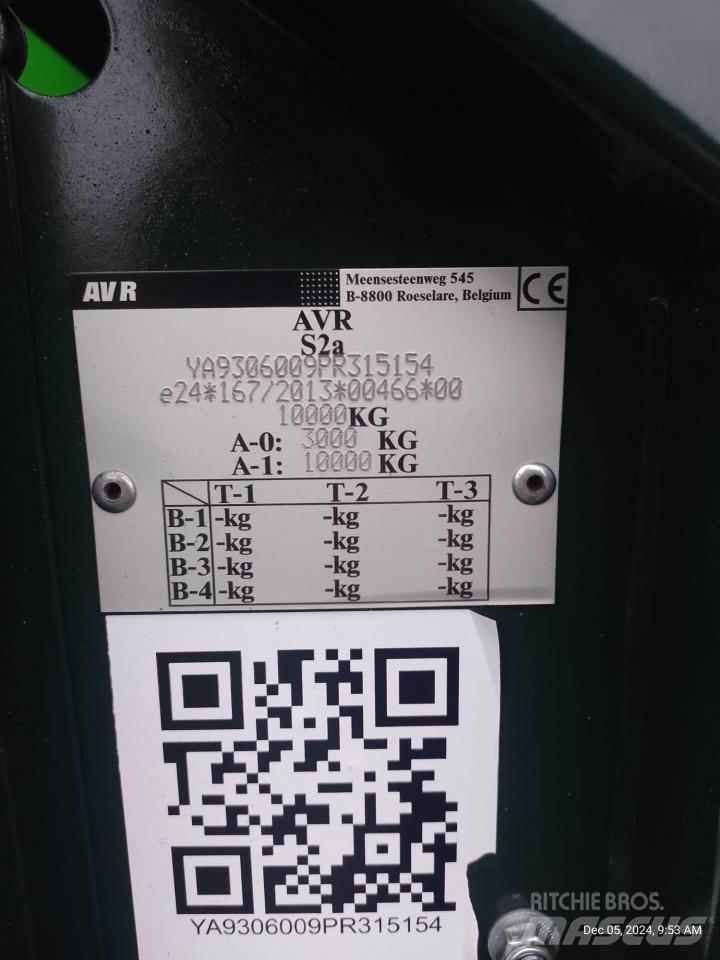 AVR
Meensesteenweg 545
B-8800 Roeselare, Belgium
CE
AVR
S2a
YA9306009PR315154
e24*167/2013*00466*00
10000KG
A-0: 3000 KG
A-1: 10000 KG
T-1 T-2 T-3
B-1 -kg -kg -kg
B-2 -kg -kg -kg
B-3 -kg -kg -kg
B-4 -kg -kg -kg
YA9306009PR315154
RITCHIE BROS.
MASCUS
Dec 05, 2024, 9:53 AM